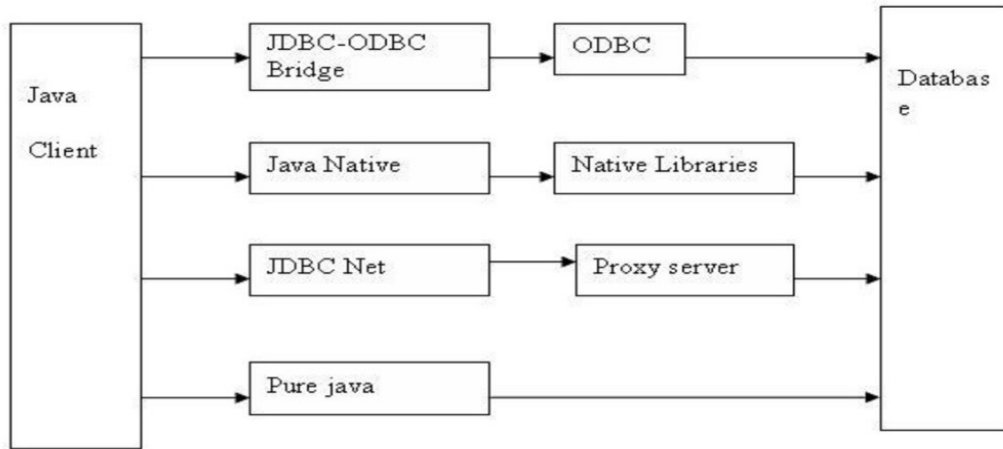 Java
Client
JDBC-ODBC
Bridge
ODBC
Databas
e
Java Native
Native Libraries
JDBC Net
Proxy server
Pure java